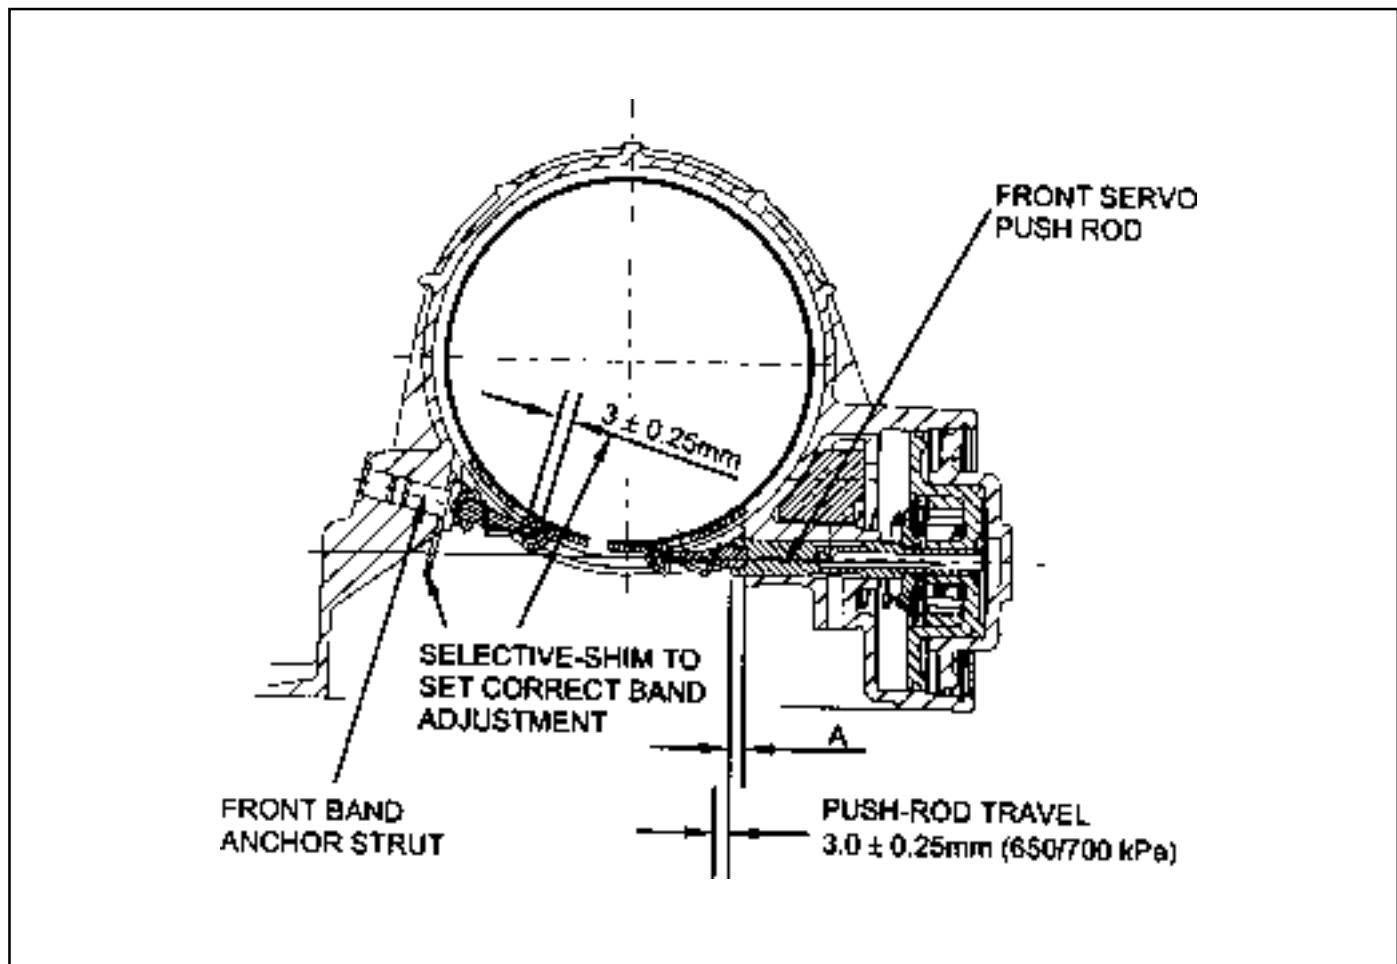 FRONT SERVO
PUSH ROD
3 ± 0.25mm
SELECTIVE-SHIM TO
SET CORRECT BAND
ADJUSTMENT
A
FRONT BAND
ANCHOR STRUT
PUSH-ROD TRAVEL
3.0 ± 0.25mm (650/700 kPa)